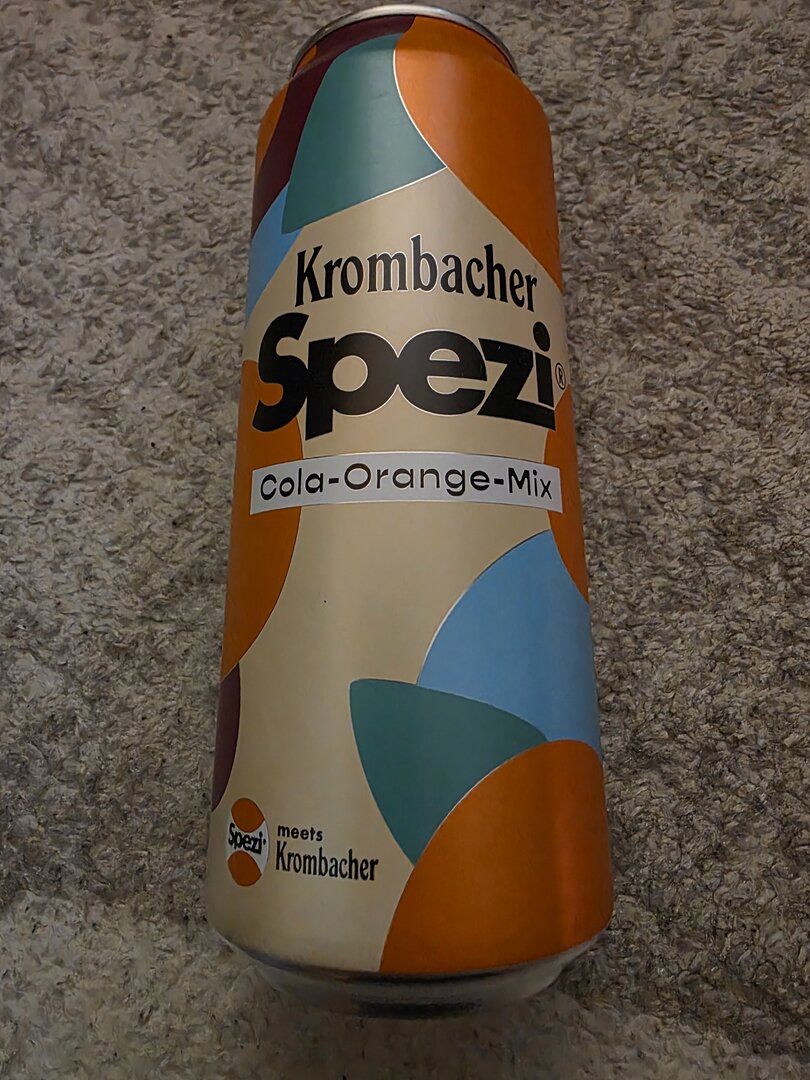 Krombacher
Spezi®
Cola-Orange-Mix
Spezi®
meets
Krombacher